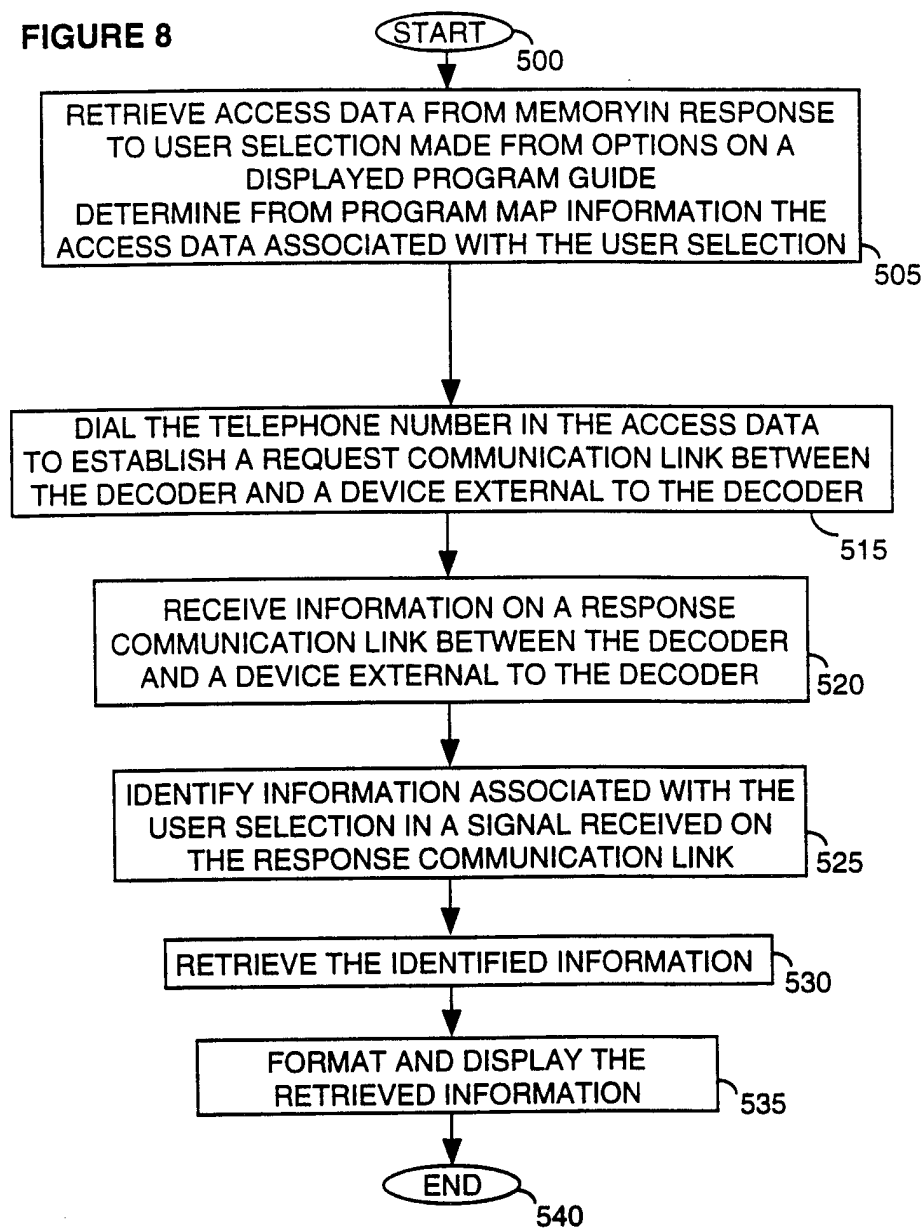 FIGURE 8
START
500
RETRIEVE ACCESS DATA FROM MEMORYIN RESPONSE
TO USER SELECTION MADE FROM OPTIONS ON A
DISPLAYED PROGRAM GUIDE
DETERMINE FROM PROGRAM MAP INFORMATION THE
ACCESS DATA ASSOCIATED WITH THE USER SELECTION
505
DIAL THE TELEPHONE NUMBER IN THE ACCESS DATA
TO ESTABLISH A REQUEST COMMUNICATION LINK BETWEEN
THE DECODER AND A DEVICE EXTERNAL TO THE DECODER
515
RECEIVE INFORMATION ON A RESPONSE
COMMUNICATION LINK BETWEEN THE DECODER
AND A DEVICE EXTERNAL TO THE DECODER
520
IDENTIFY INFORMATION ASSOCIATED WITH THE
USER SELECTION IN A SIGNAL RECEIVED ON
THE RESPONSE COMMUNICATION LINK
525
RETRIEVE THE IDENTIFIED INFORMATION
530
FORMAT AND DISPLAY THE
RETRIEVED INFORMATION
535
END
540